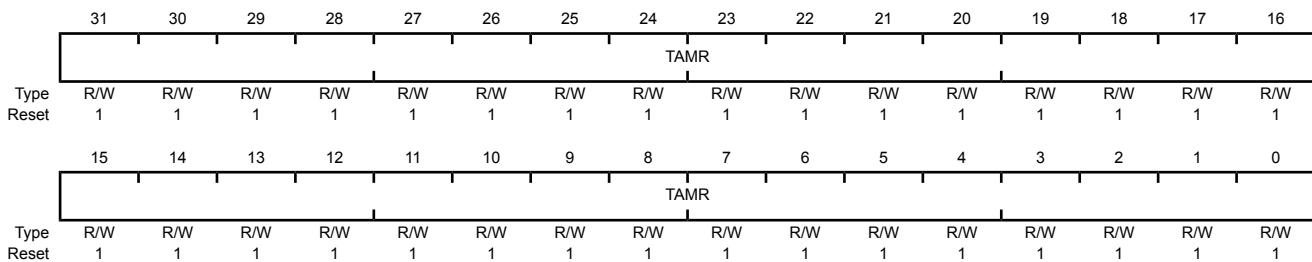 31 30 29 28 27 26 25 24 23 22 21 20 19 18 17 16
TAMR
Type R/W R/W R/W R/W R/W R/W R/W R/W R/W R/W R/W R/W R/W R/W R/W R/W
Reset 1 1 1 1 1 1 1 1 1 1 1 1 1 1 1 1
15 14 13 12 11 10 9 8 7 6 5 4 3 2 1 0
TAMR
Type R/W R/W R/W R/W R/W R/W R/W R/W R/W R/W R/W R/W R/W R/W R/W R/W
Reset 1 1 1 1 1 1 1 1 1 1 1 1 1 1 1 1